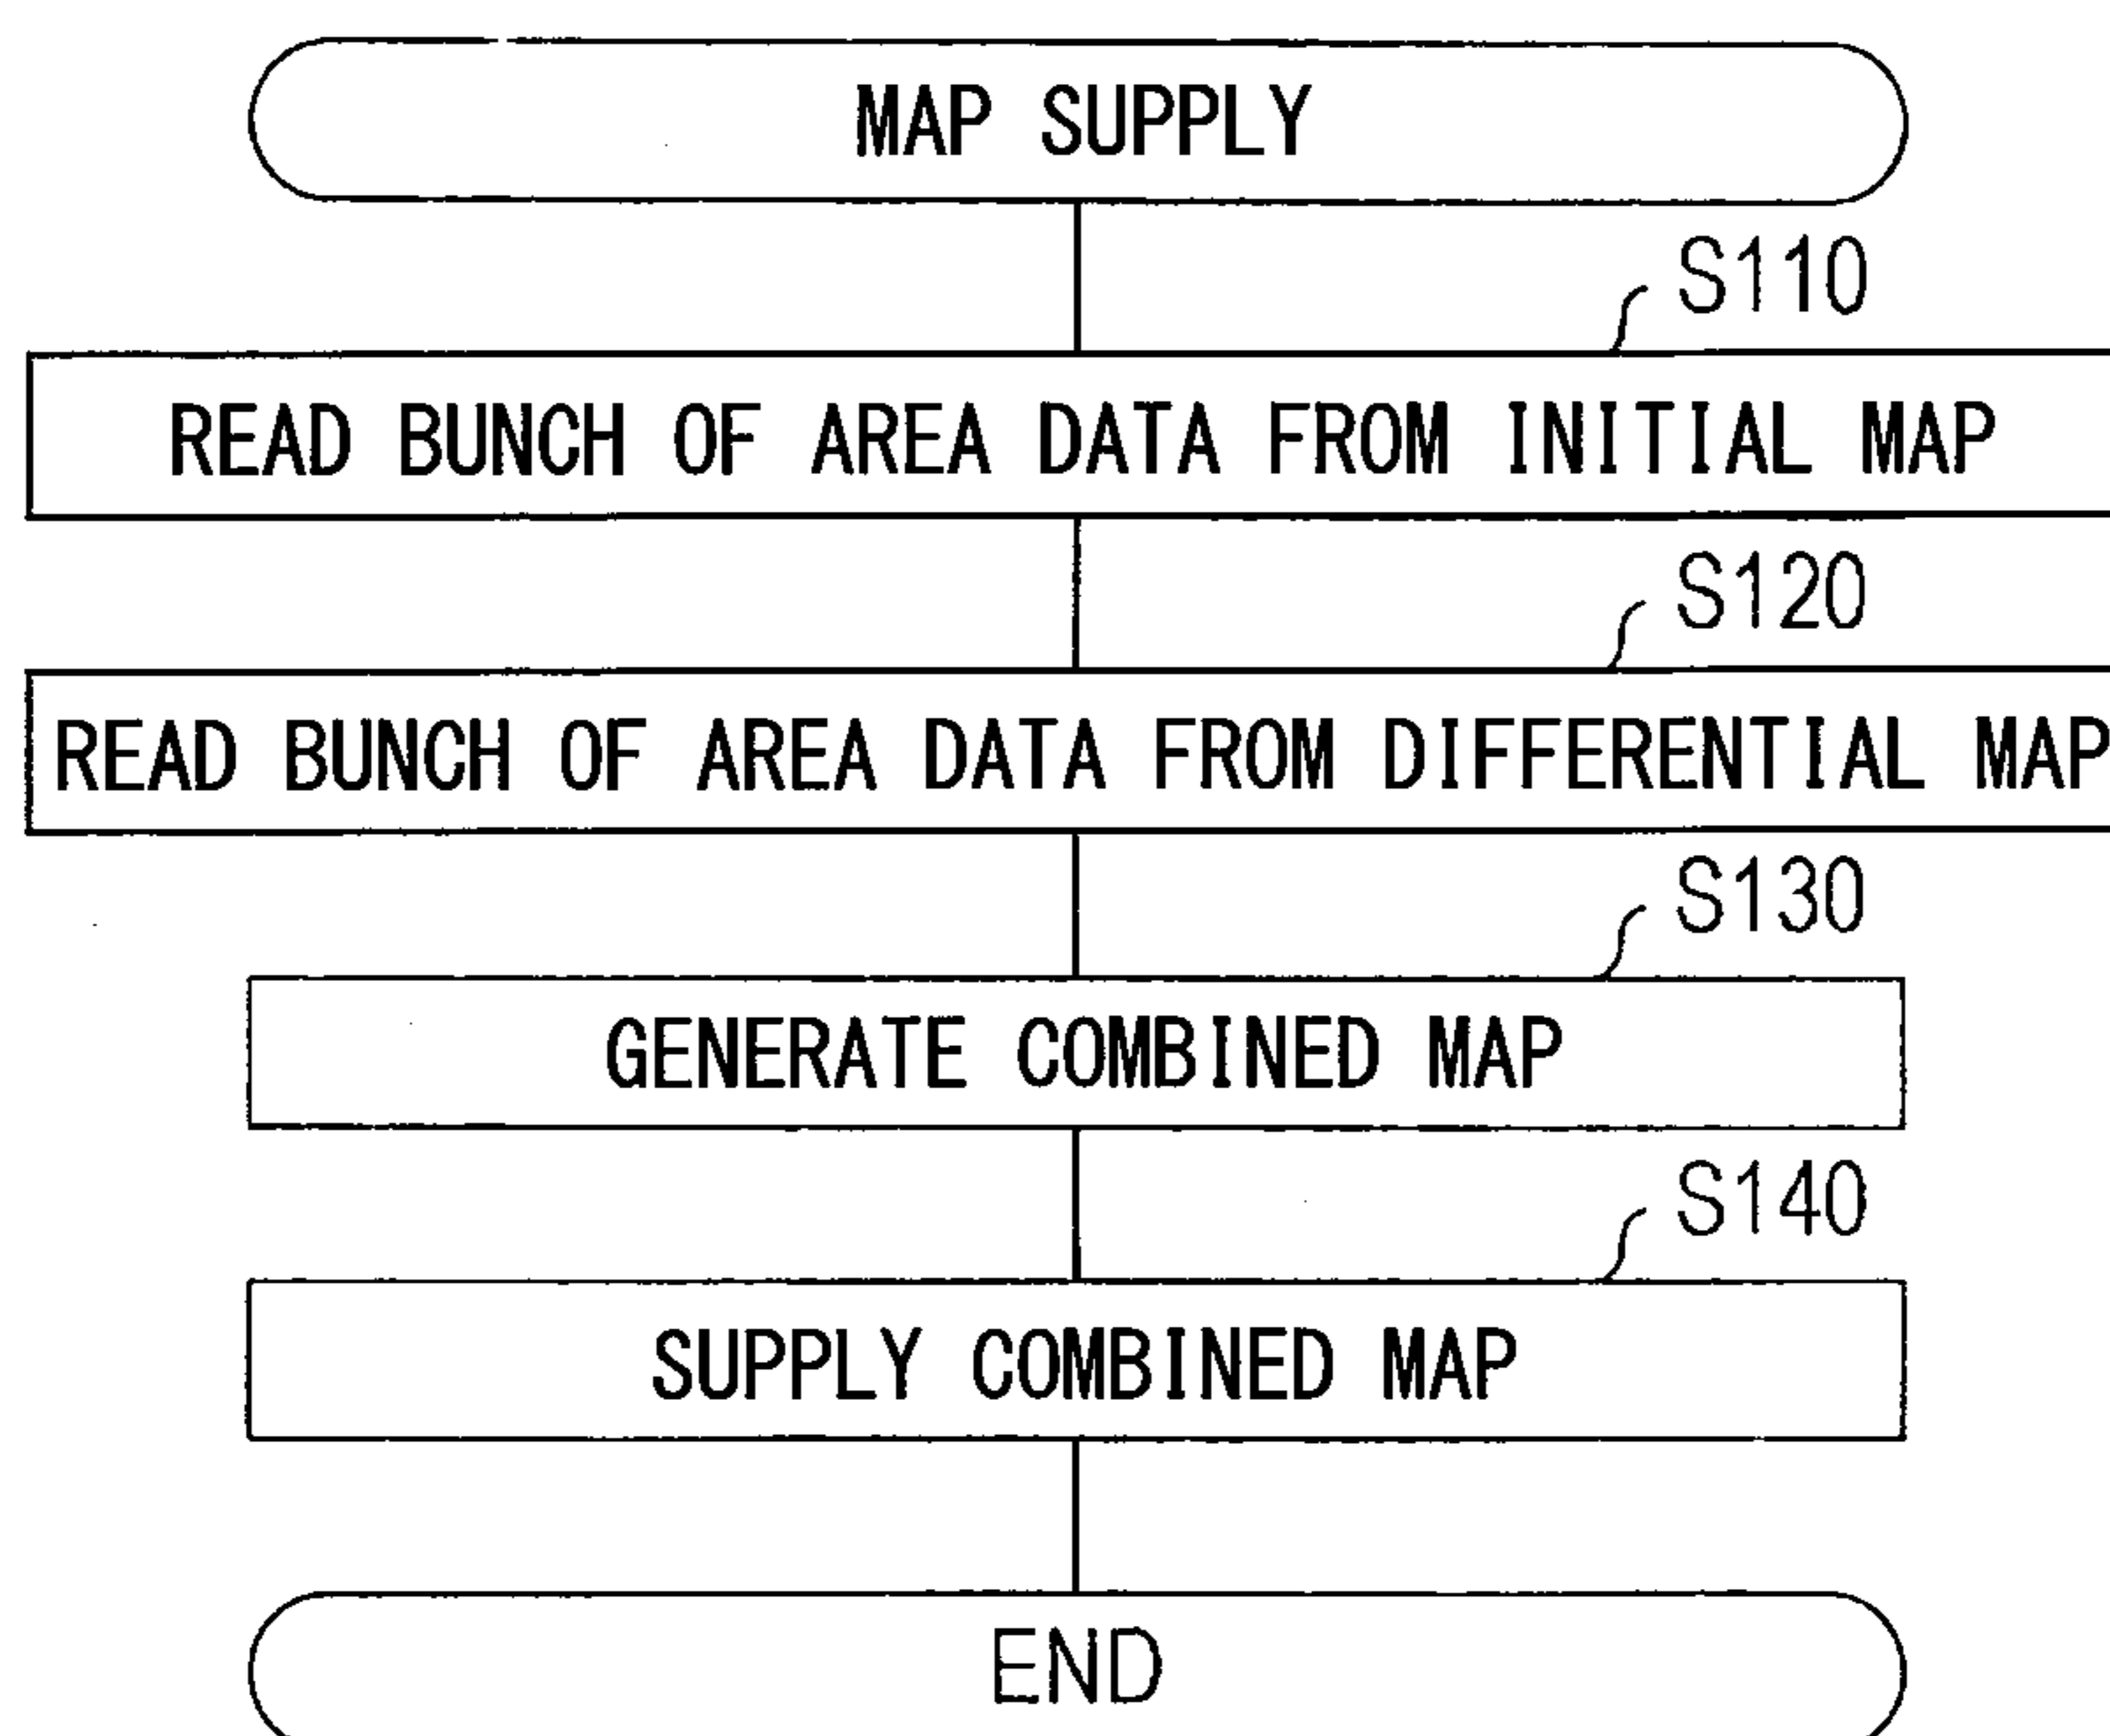 MAP SUPPLY
S110
READ BUNCH OF AREA DATA FROM INITIAL MAP
S120
READ BUNCH OF AREA DATA FROM DIFFERENTIAL MAP
S130
GENERATE COMBINED MAP
S140
SUPPLY COMBINED MAP
END